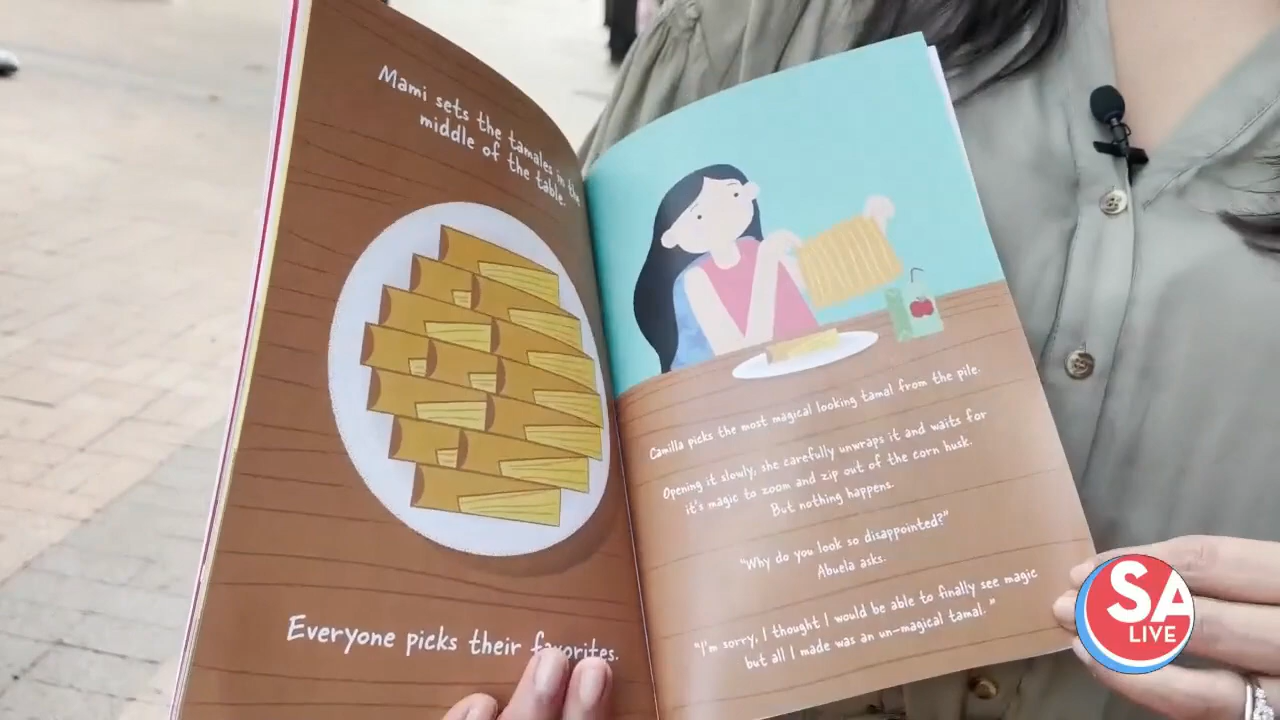 Mami sets the tamales in the
middle of the table.
Everyone picks their favorites.
Camilla picks the most magical looking tamal from the pile.
Opening it slowly, she carefully unwraps it and waits for
it's magic to zoom and zip out of the corn husk.
But nothing happens.
"Why do you look so disappointed?"
Abuela asks.
"I'm sorry, I thought I would be able to finally see magic
but all I made was an un-magical tamal."
SA
LIVE